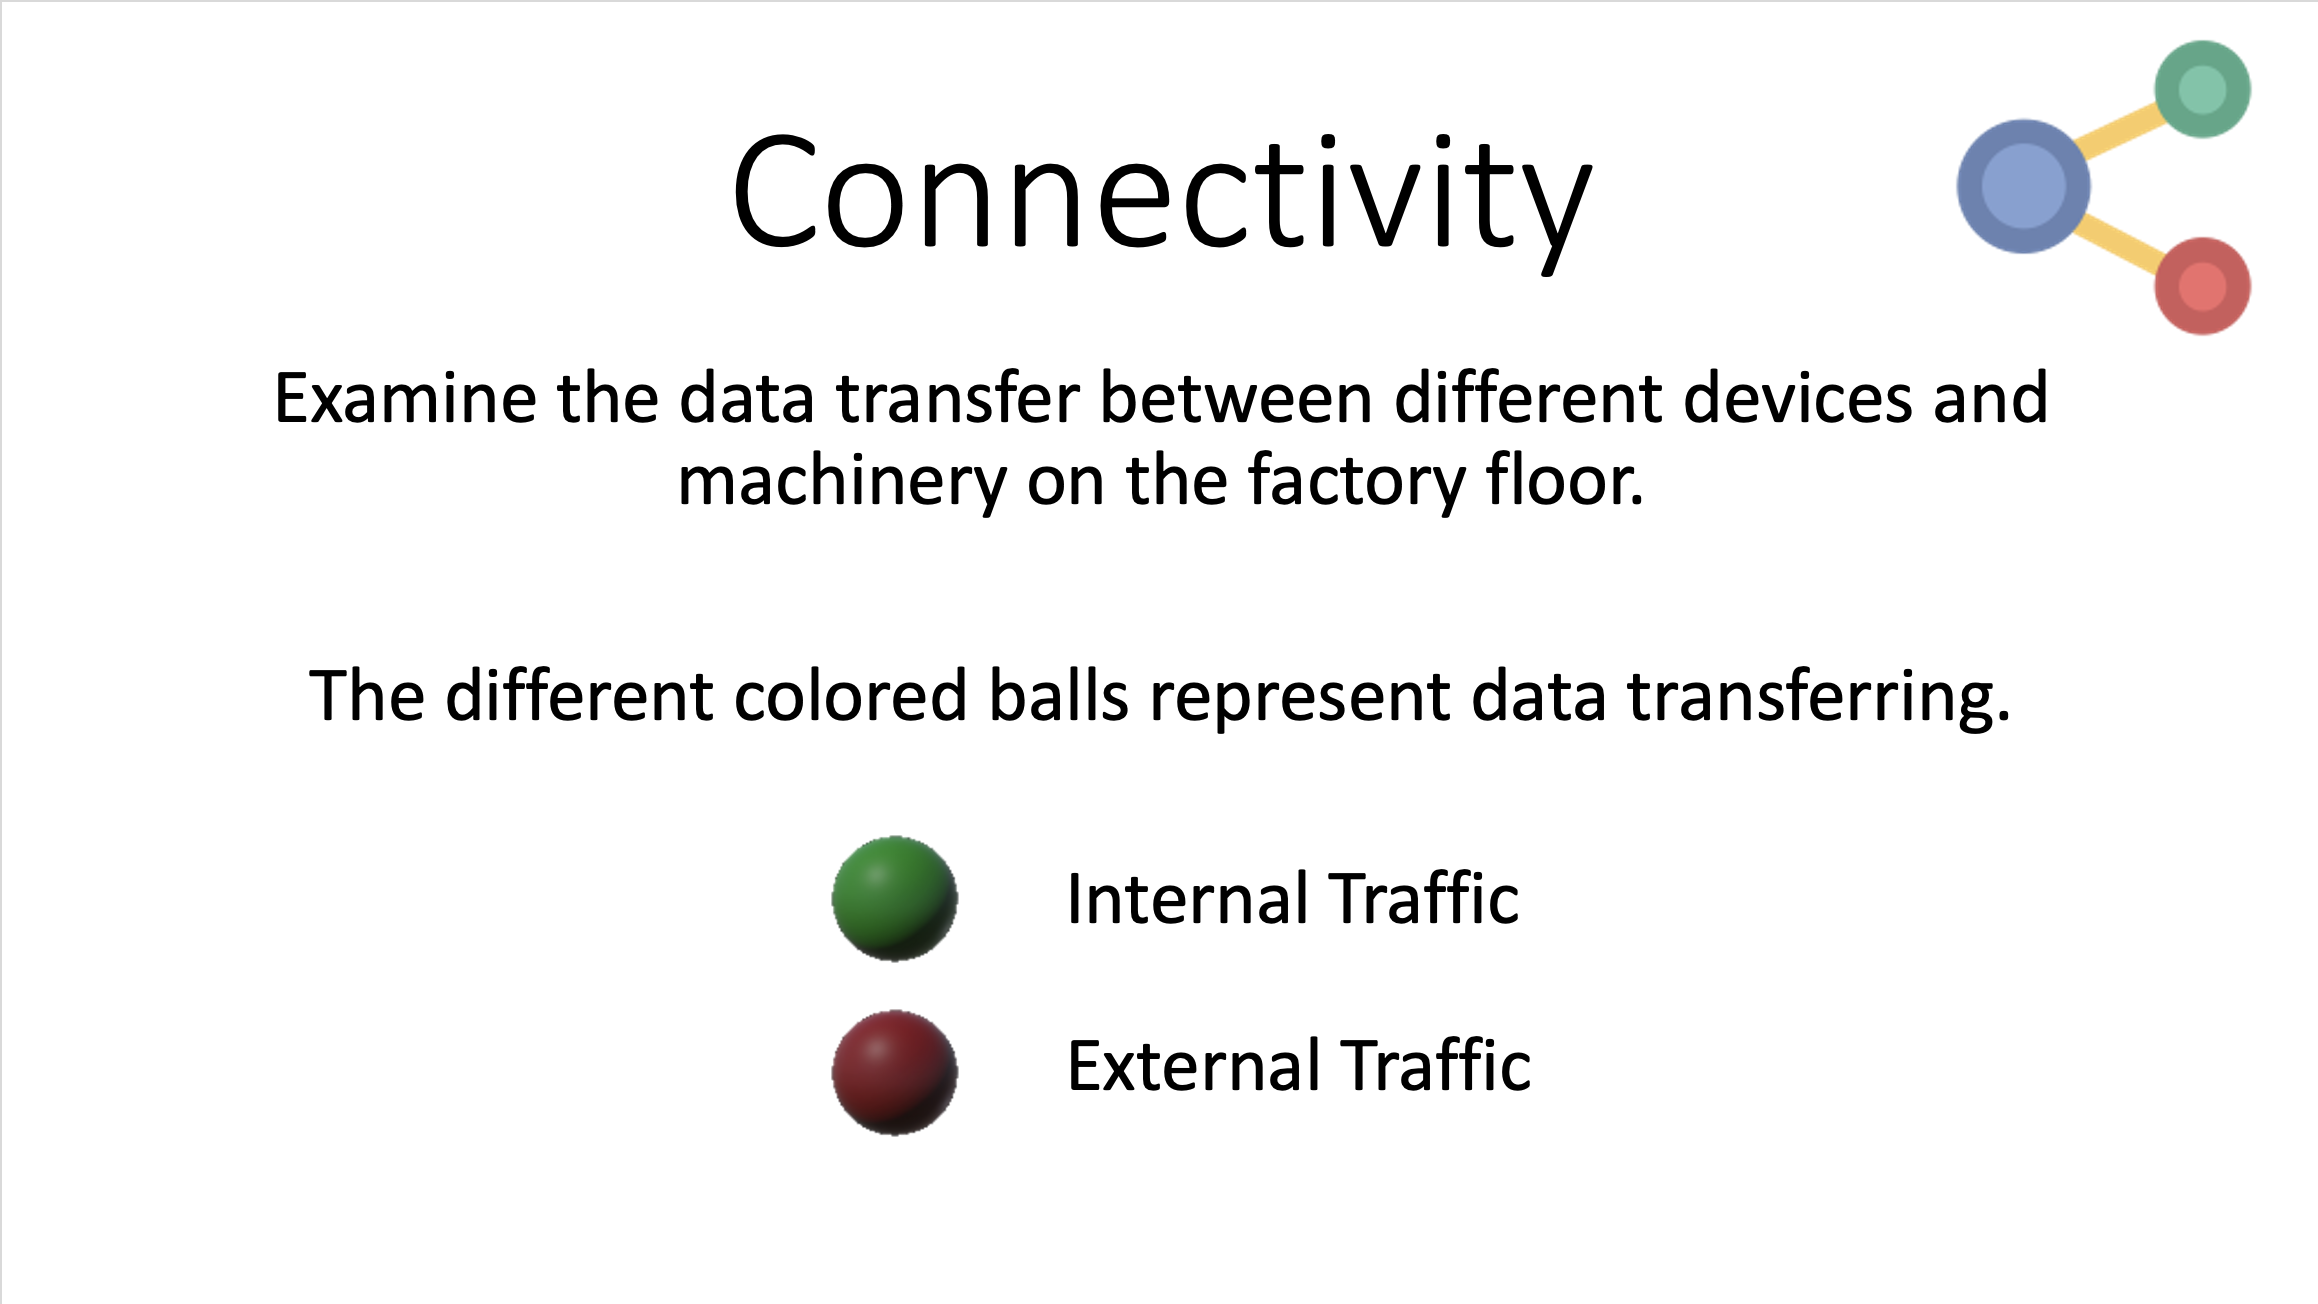 Connectivity
Examine the data transfer between different devices and
machinery on the factory floor.
The different colored balls represent data transferring.
Internal Traffic
External Traffic